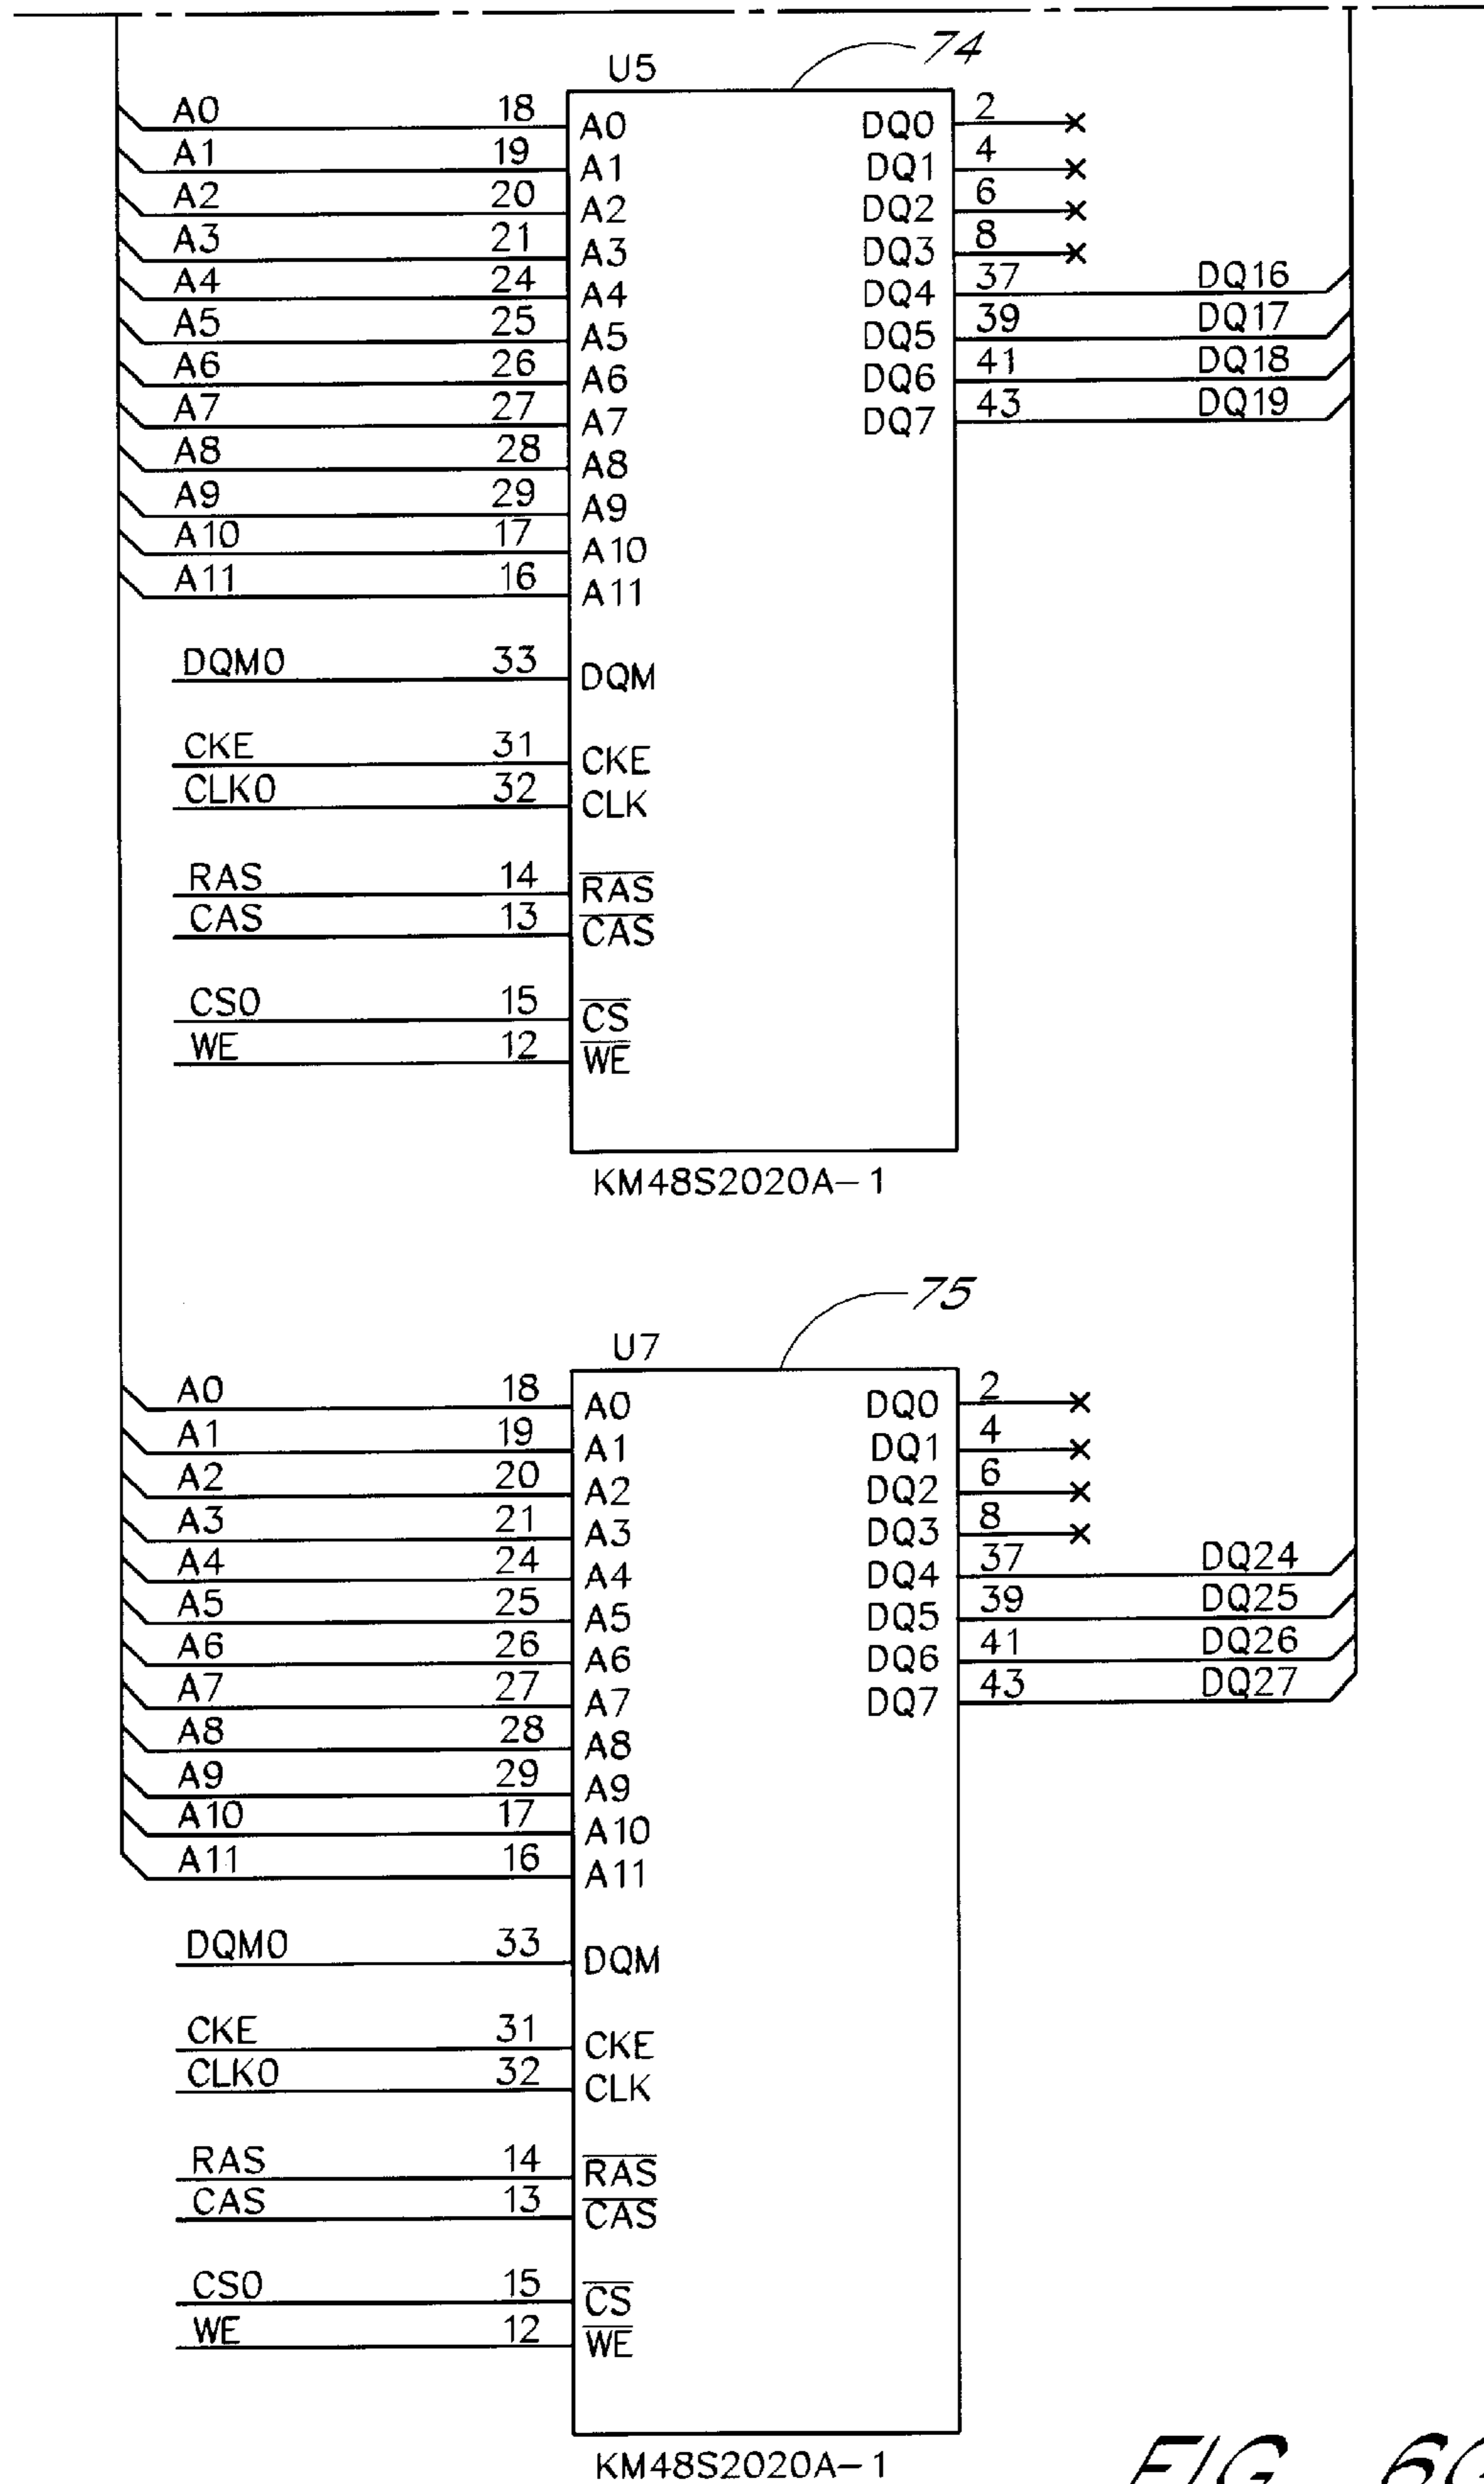 74
U5
A0 18 A0 DQ0 2
A1 19 A1 DQ1 4
A2 20 A2 DQ2 6
A3 21 A3 DQ3 8
A4 24 A4 DQ4 37 DQ16
A5 25 A5 DQ5 39 DQ17
A6 26 A6 DQ6 41 DQ18
A7 27 A7 DQ7 43 DQ19
A8 28 A8
A9 29 A9
A10 17 A10
A11 16 A11
DQM0 33 DQM
CKE 31 CKE
CLK0 32 CLK
RAS 14 RAS
CAS 13 CAS
CS0 15 CS
WE 12 WE
KM48S2020A-1
75
U7
A0 18 A0 DQ0 2
A1 19 A1 DQ1 4
A2 20 A2 DQ2 6
A3 21 A3 DQ3 8
A4 24 A4 DQ4 37 DQ24
A5 25 A5 DQ5 39 DQ25
A6 26 A6 DQ6 41 DQ26
A7 27 A7 DQ7 43 DQ27
A8 28 A8
A9 29 A9
A10 17 A10
A11 16 A11
DQM0 33 DQM
CKE 31 CKE
CLK0 32 CLK
RAS 14 RAS
CAS 13 CAS
CS0 15 CS
WE 12 WE
KM48S2020A-1
FIG.